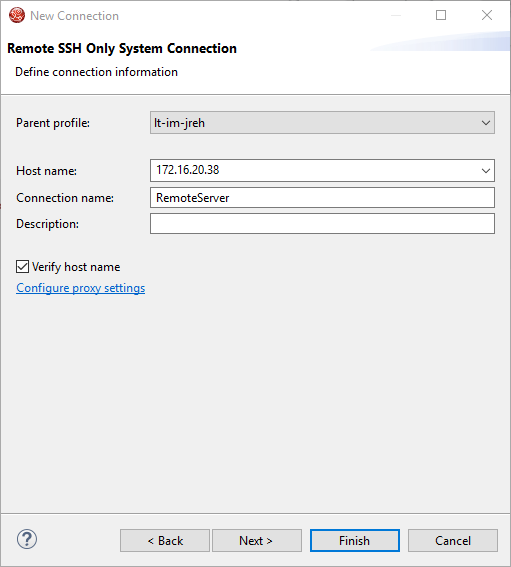 New Connection
Remote SSH Only System Connection
Define connection information
Parent profile: lt-im-jreh
Host name: 172.16.20.38
Connection name: RemoteServer
Description:
Verify host name
Configure proxy settings
? < Back Next > Finish Cancel